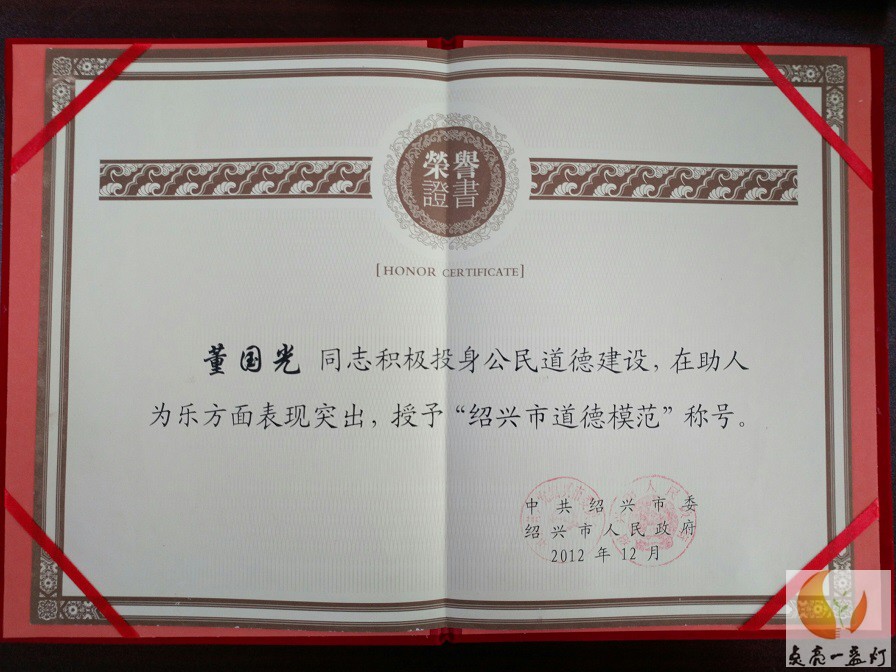 榮譽
證書
[HONOR CERTIFICATE]
董国光 同志积极投身公民道德建设,在助人
为乐方面表现突出,授予“绍兴市道德模范”称号。
中共绍兴市委
绍兴市人民政府
2012 年 12 月
点亮一盏灯